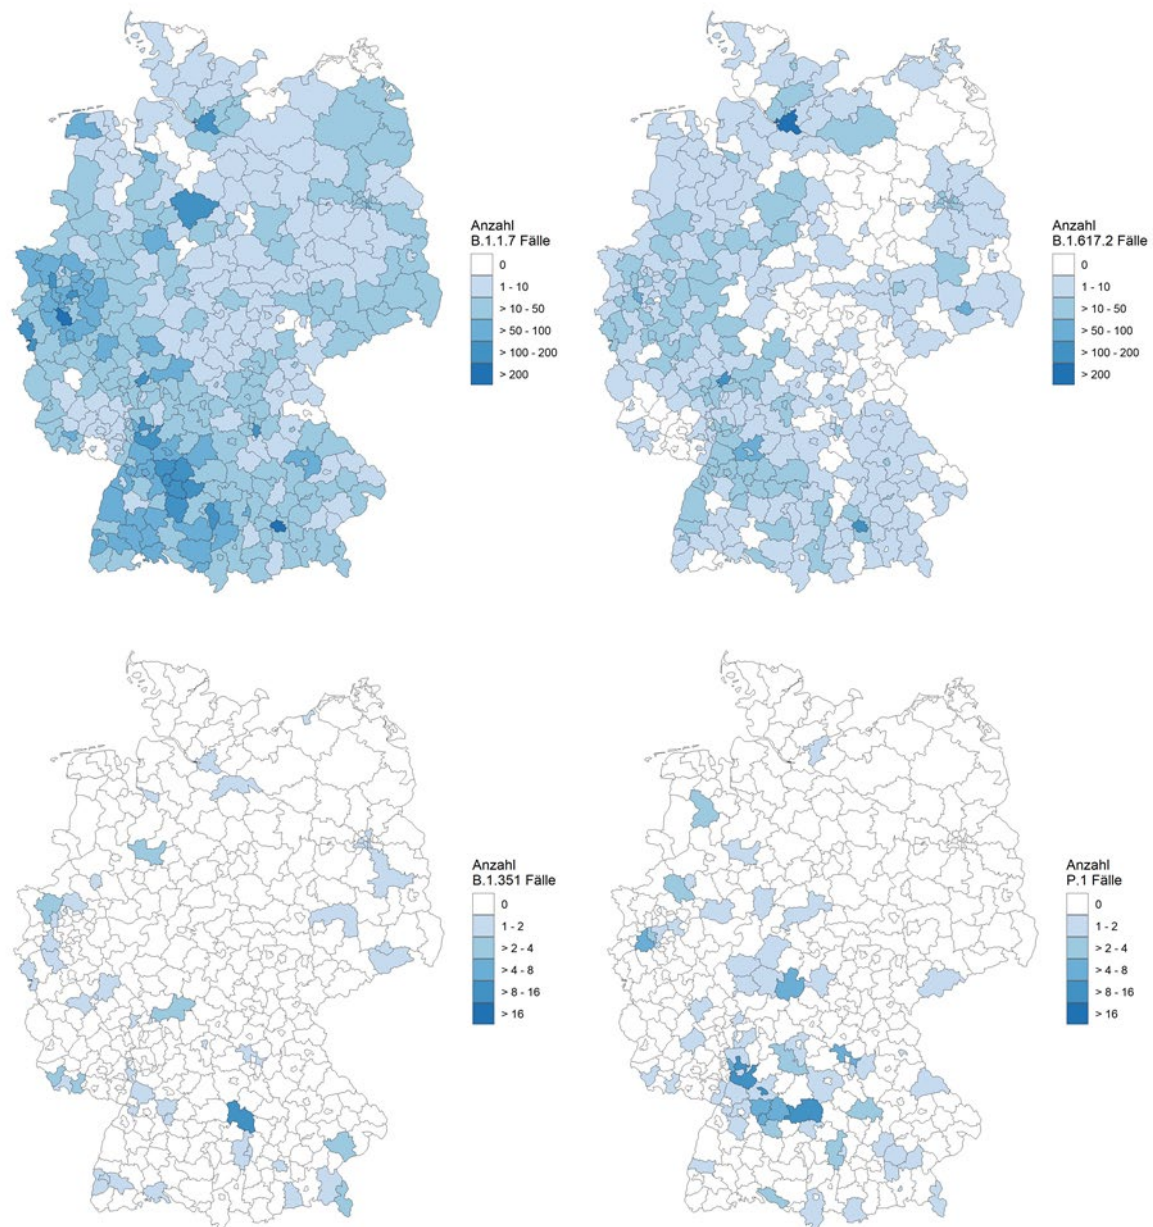 Anzahl
B.1.1.7 Fälle
0
1 - 10
> 10 - 50
> 50 - 100
> 100 - 200
> 200
Anzahl
B.1.617.2 Fälle
0
1 - 10
> 10 - 50
> 50 - 100
> 100 - 200
> 200
Anzahl
B.1.351 Fälle
0
1 - 2
> 2 - 4
> 4 - 8
> 8 - 16
> 16
Anzahl
P.1 Fälle
0
1 - 2
> 2 - 4
> 4 - 8
> 8 - 16
> 16